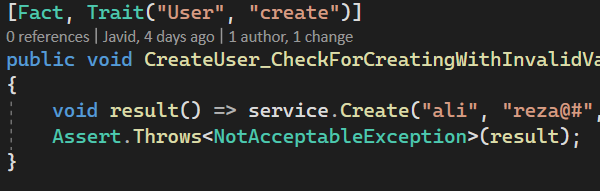 [Fact, Trait("User", "create")]
0 references | Javid, 4 days ago | 1 author, 1 change
public void CreateUser_CheckForCreatingWithInvalidVa
{
void result() => service.Create("ali", "reza@#",
Assert.Throws<NotAcceptableException>(result);
}